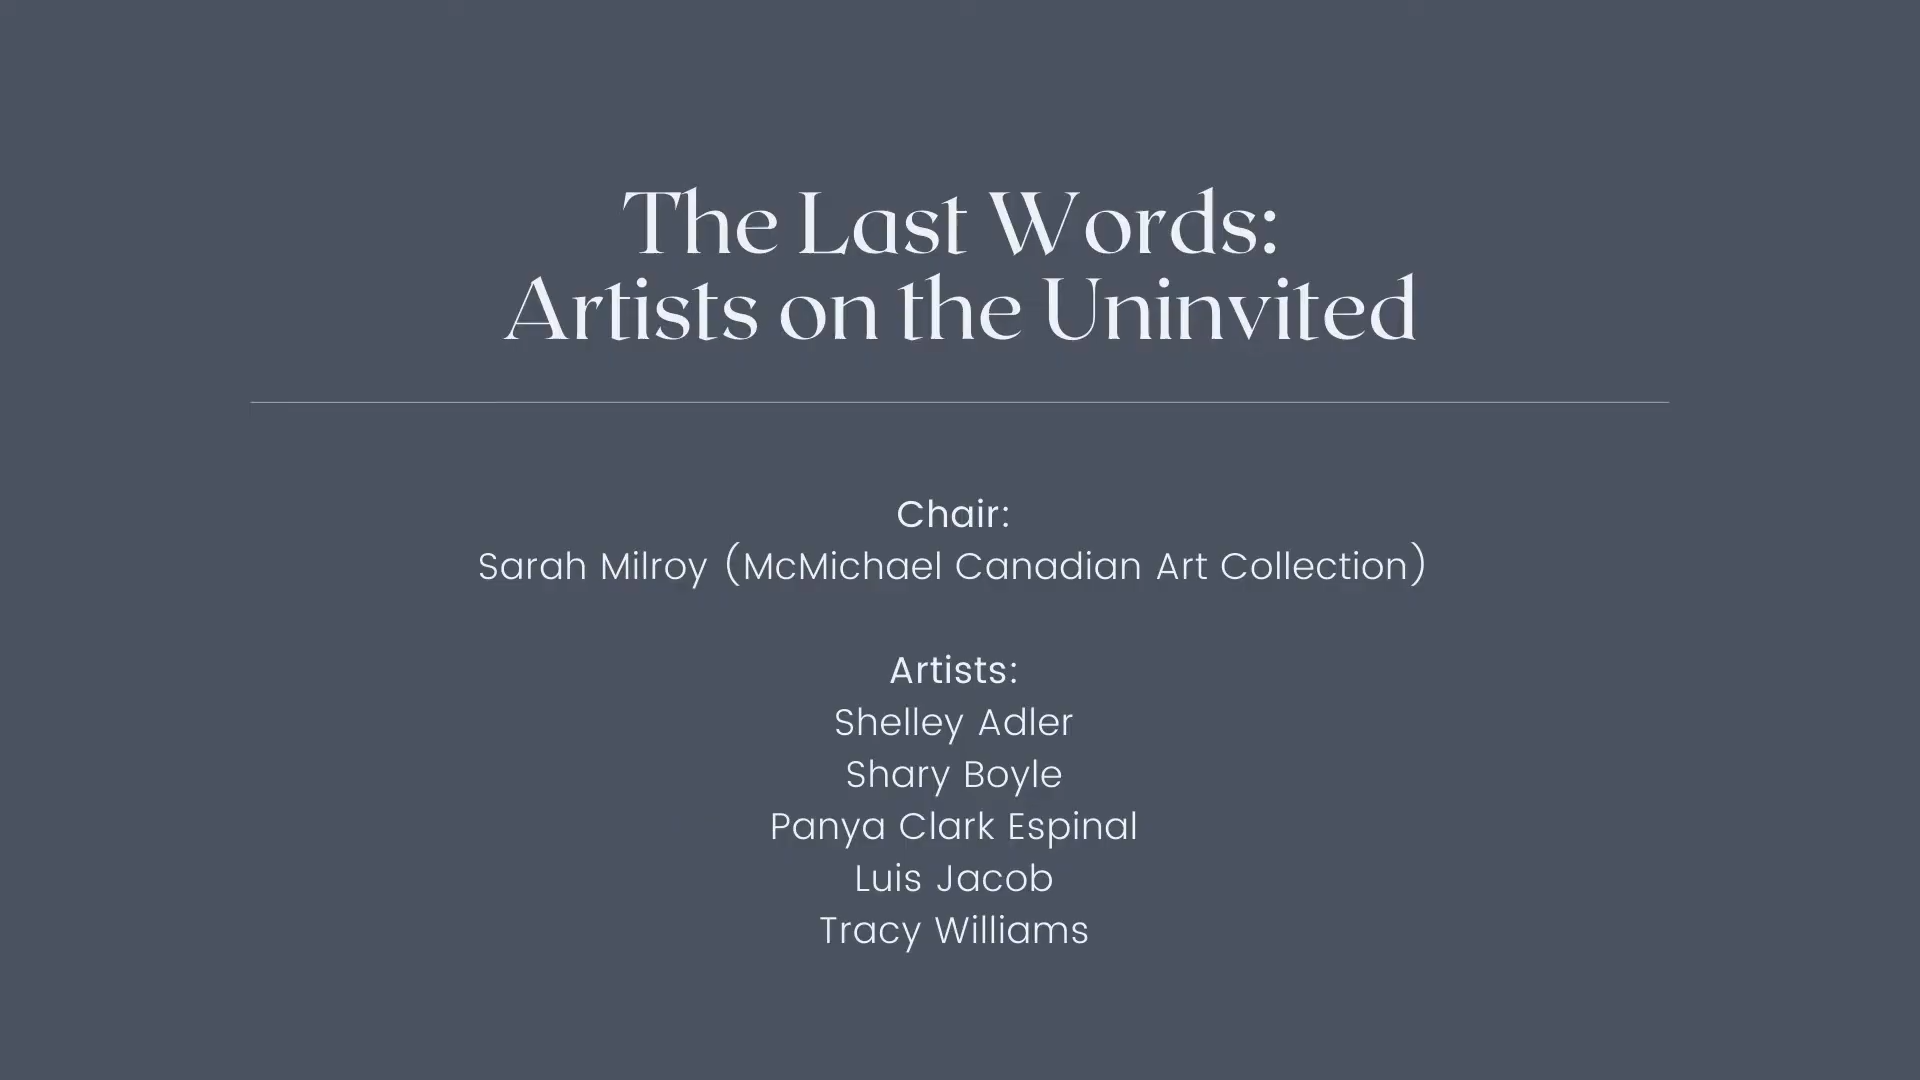 The Last Words:
Artists on the Uninvited
Chair:
Sarah Milroy (McMichael Canadian Art Collection)
Artists:
Shelley Adler
Shary Boyle
Panya Clark Espinal
Luis Jacob
Tracy Williams